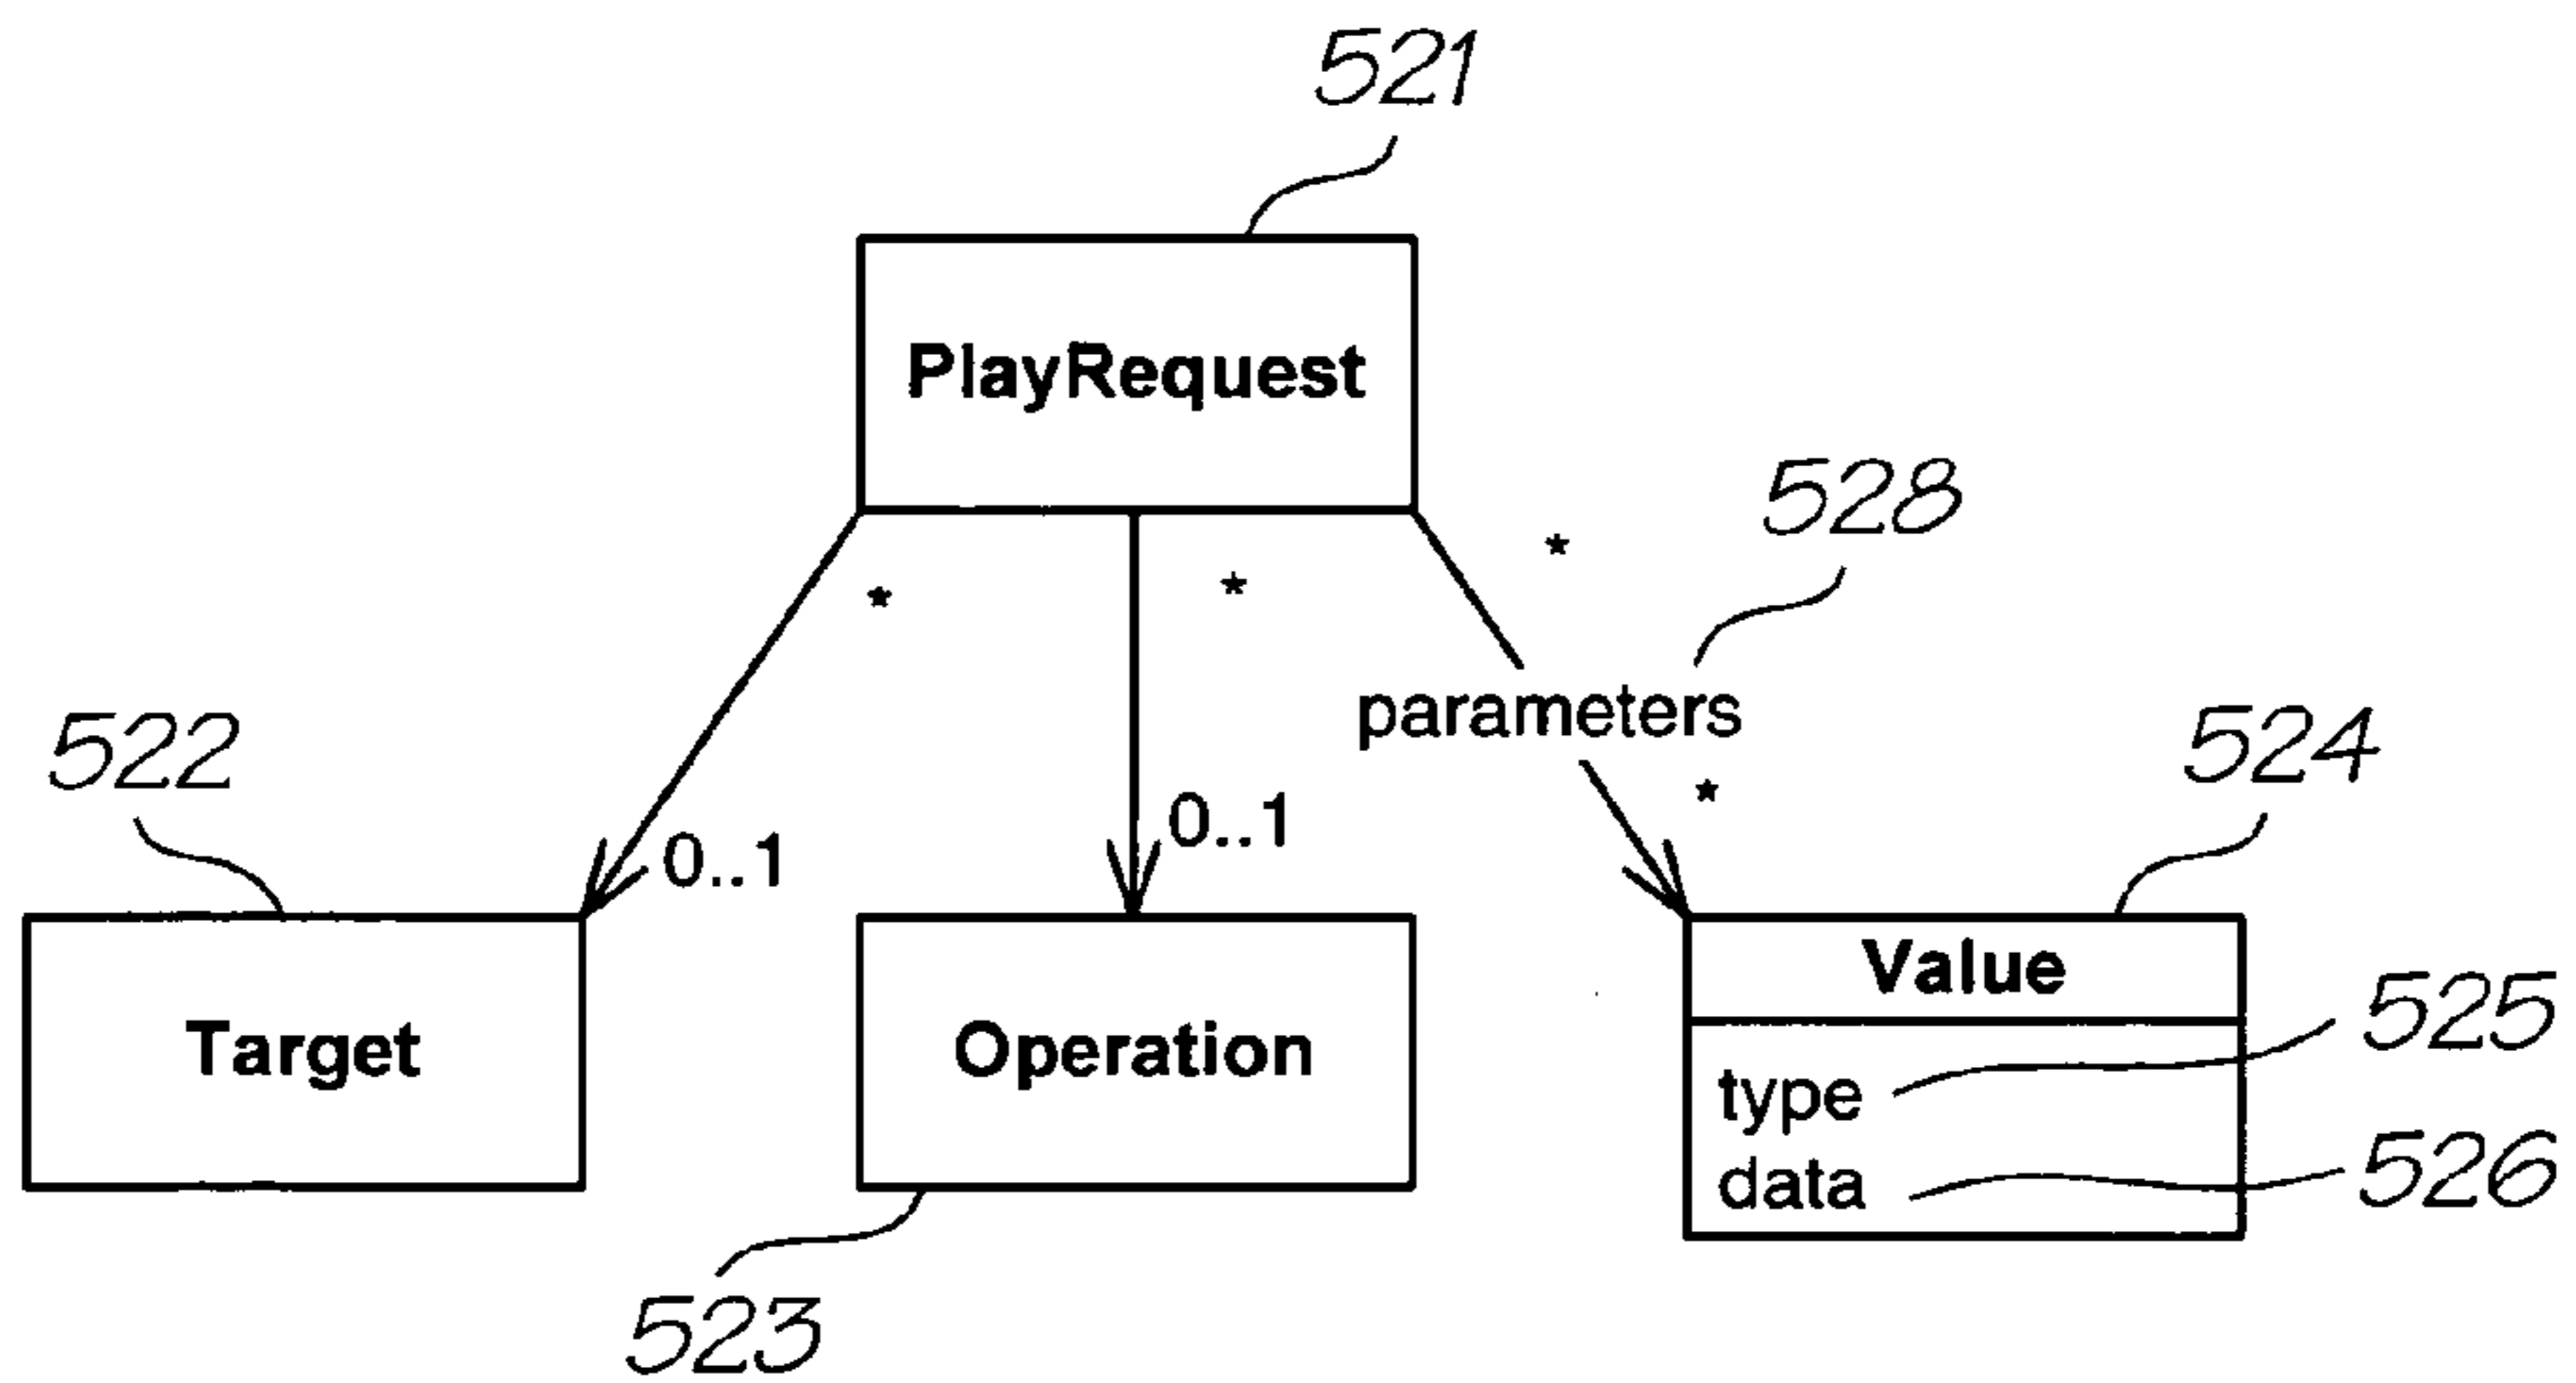 521
PlayRequest
528
*
*
*
parameters
522
524
*
0..1
0..1
Value
525
Target
Operation
type
data
526
523